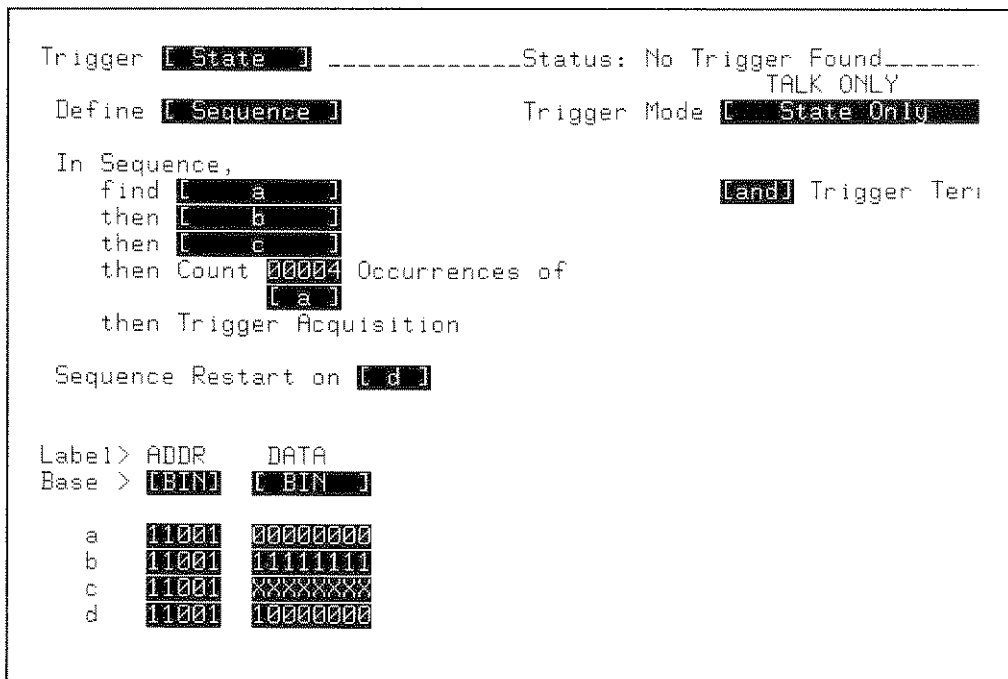 Trigger [ State ] _____________Status: No Trigger Found______
TALK ONLY
Define [ Sequence ] Trigger Mode [ State Only
In Sequence,
find [ a ] [and] Trigger Ter
then [ b ]
then [ c ]
then Count 00004 Occurrences of
[ a ]
then Trigger Acquisition
Sequence Restart on [ d ]
Label> ADDR DATA
Base > [BIN] [ BIN ]
a 11001 00000000
b 11001 11111111
c 11001 XXXXXXXX
d 11001 10000000